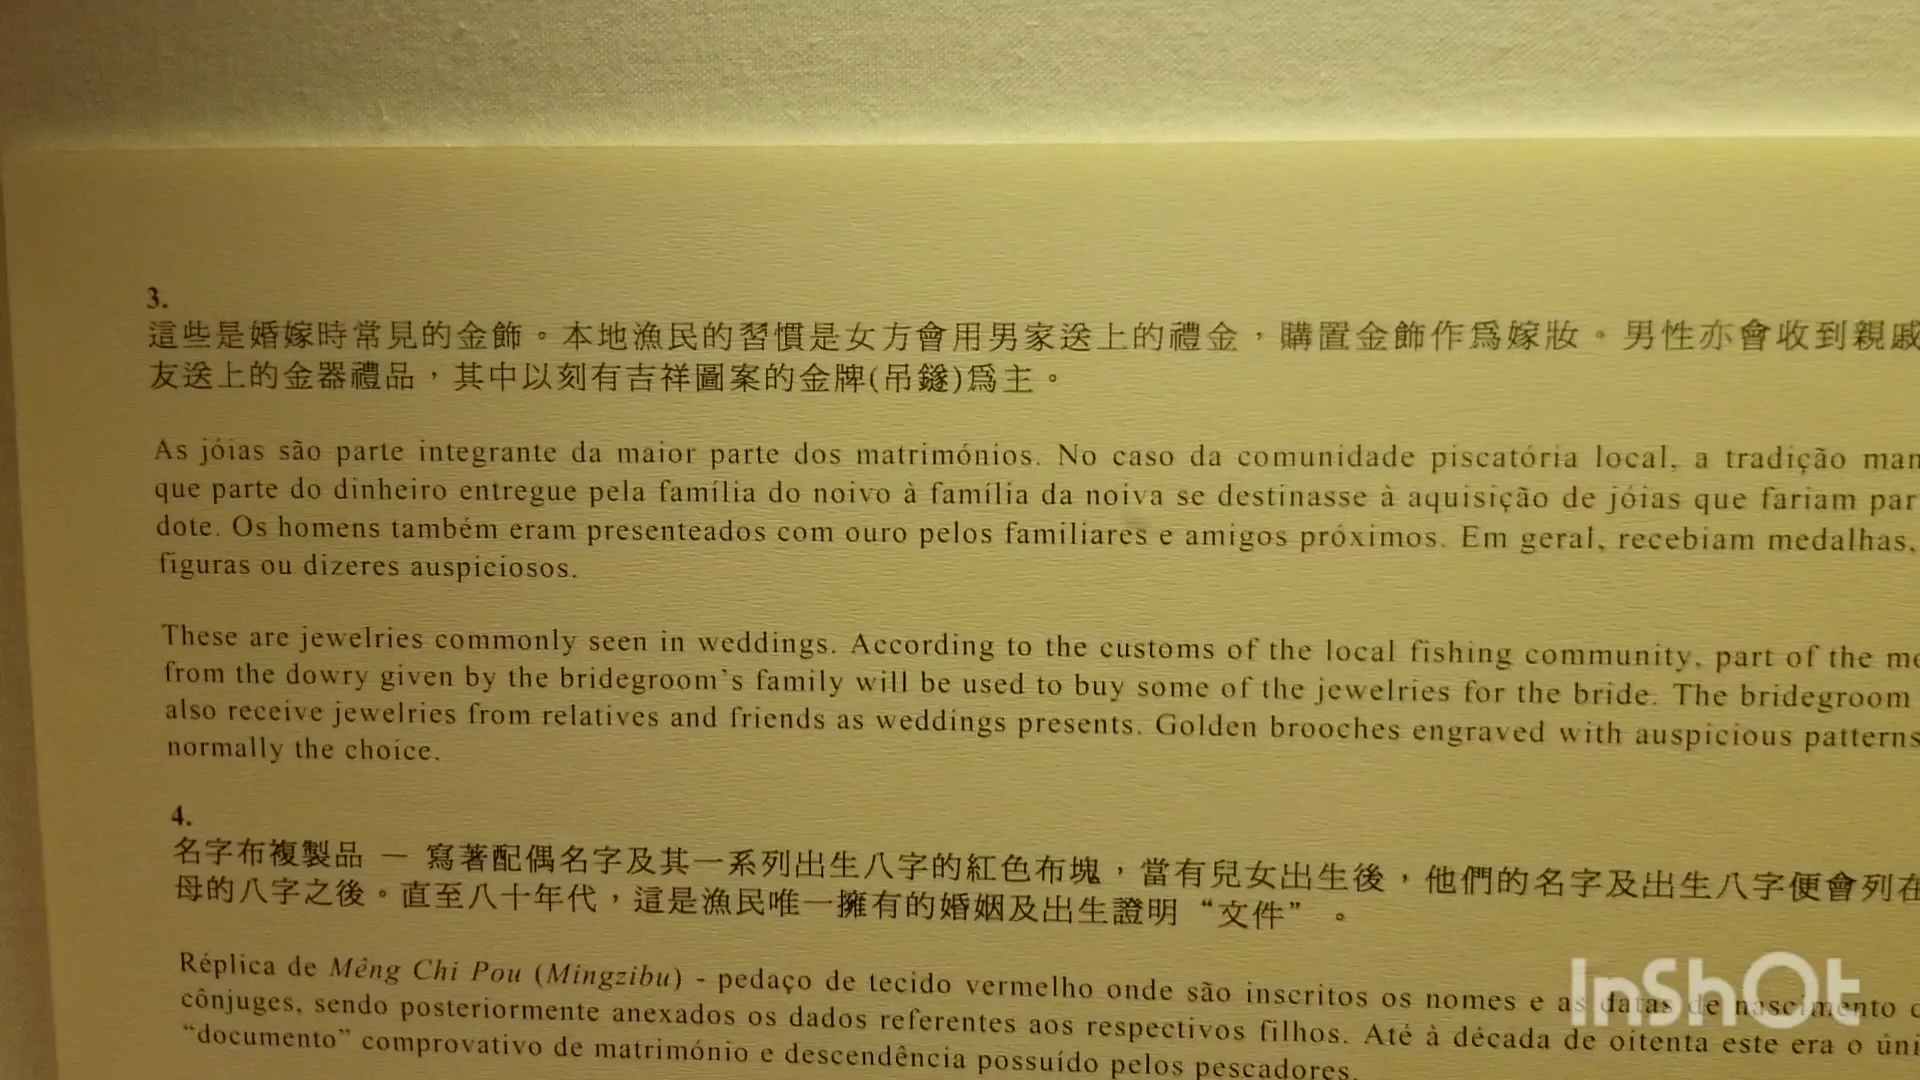 3.
這些是婚嫁時常見的金飾。本地漁民的習慣是女方會用男家送上的禮金，購置金飾作爲嫁妝。男性亦會收到親戚
友送上的金器禮品，其中以刻有吉祥圖案的金牌(吊鐩)爲主。
As jóias são parte integrante da maior parte dos matrimónios. No caso da comunidade piscatória local, a tradição
que parte do dinheiro entregue pela família do noivo à família da noiva se destinasse à aquisição de jóias que fariam
dote. Os homens também eram presenteados com ouro pelos familiares e amigos próximos. Em geral, recebiam medalhas,
figuras ou dizeres auspiciosos.
These are jewelries commonly seen in weddings. According to the customs of the local fishing community, part of the
from the dowry given by the bridegroom's family will be used to buy some of the jewelries for the bride. The bridegroom
also receive jewelries from relatives and friends as weddings presents. Golden brooches engraved with auspicious patterns
normally the choice.
4.
名字布複製品 — 寫著配偶名字及其一系列出生八字的紅色布塊，當有兒女出生後，他們的名字及出生八字便會列在
母的八字之後。直至八十年代，這是漁民唯一擁有的婚姻及出生證明“文件”。
Réplica de Mêng Chi Pou (Mingzibu) - pedaço de tecido vermelho onde são inscritos os nomes e as datas de nascimento
cônjuges, sendo posteriormente anexados os dados referentes aos respectivos filhos. Até à década de oitenta este era o
“documento” comprovativo de matrimónio e descendência possuído pelos pescadores.
InShOt